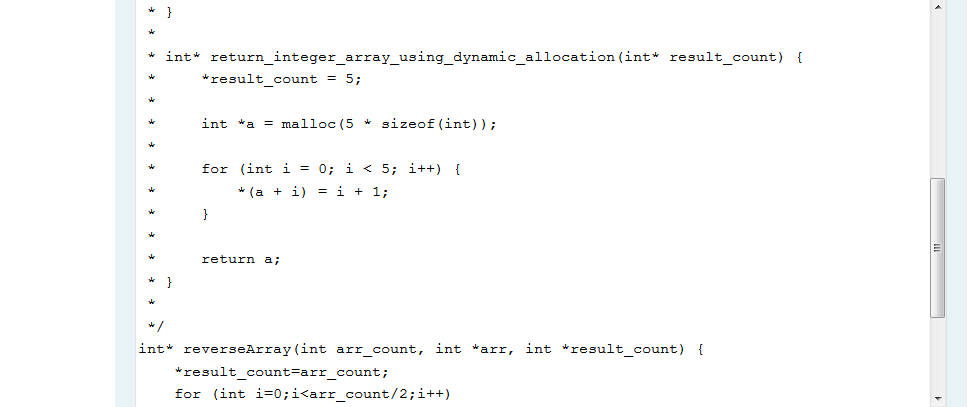 * }
*
* int* return_integer_array_using_dynamic_allocation(int* result_count) {
*     *result_count = 5;
*
*     int *a = malloc(5 * sizeof(int));
*
*     for (int i = 0; i < 5; i++) {
*         *(a + i) = i + 1;
*     }
*
*     return a;
* }
*
*/
int* reverseArray(int arr_count, int *arr, int *result_count) {
    *result_count=arr_count;
    for (int i=0;i<arr_count/2;i++)